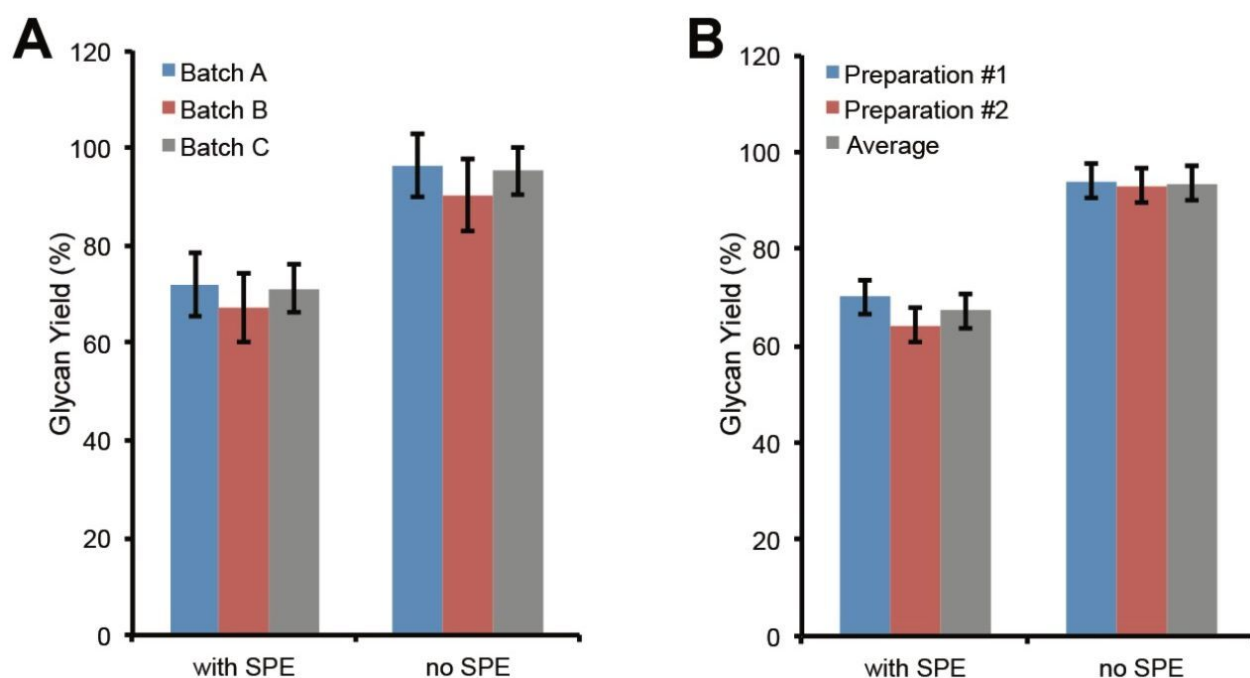 A
Glycan Yield (%)
120
100
80
60
40
20
0
Batch A
Batch B
Batch C
with SPE
no SPE
B
Glycan Yield (%)
120
100
80
60
40
20
0
Preparation #1
Preparation #2
Average
with SPE
no SPE